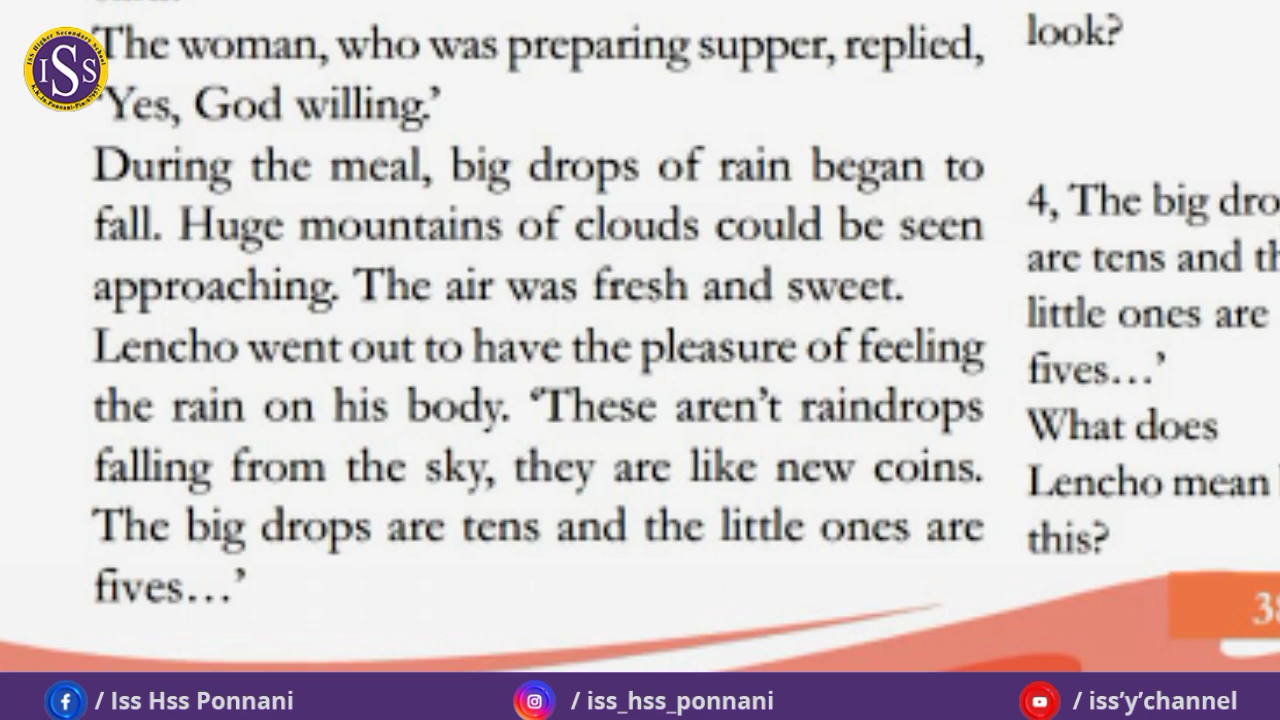 The woman, who was preparing supper, replied,
‘Yes, God willing.’
During the meal, big drops of rain began to
fall. Huge mountains of clouds could be seen
approaching. The air was fresh and sweet.
Lencho went out to have the pleasure of feeling
the rain on his body. ‘These aren’t raindrops
falling from the sky, they are like new coins.
The big drops are tens and the little ones are
fives…’
look?
4, The big dro
are tens and th
little ones are
fives…’
What does
Lencho mean
this?
ISS
/ Iss Hss Ponnani
/ iss_hss_ponnani
/ iss’y’channel